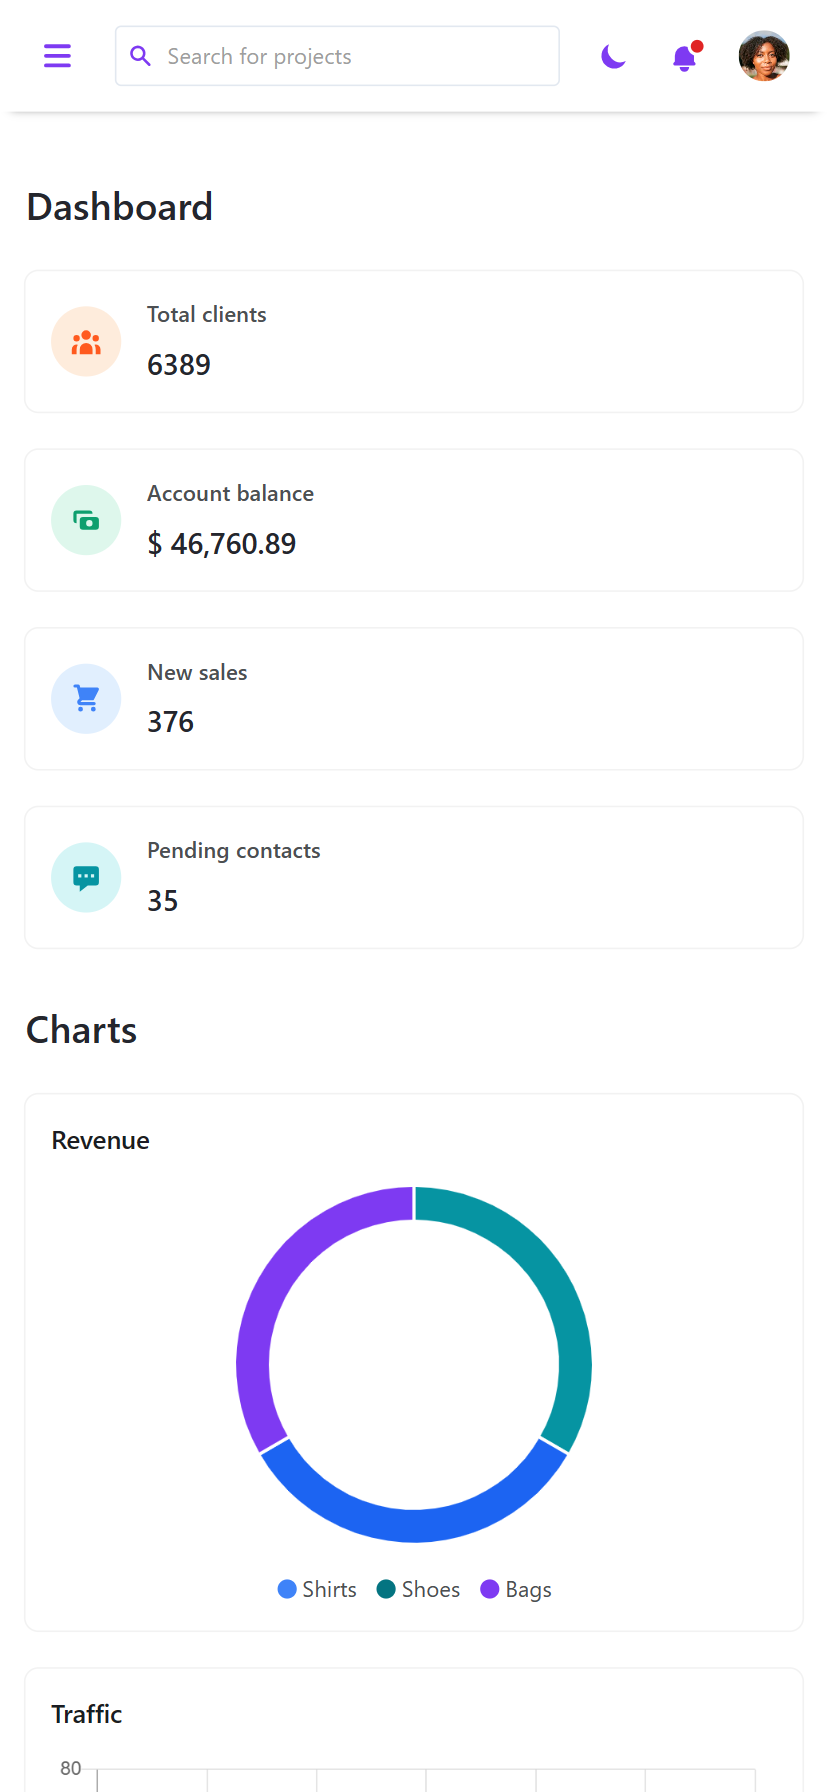 Search for projects
Dashboard
Total clients
6389
Account balance
$ 46,760.89
New sales
376
Pending contacts
35
Charts
Revenue
Shirts Shoes Bags
Traffic
80